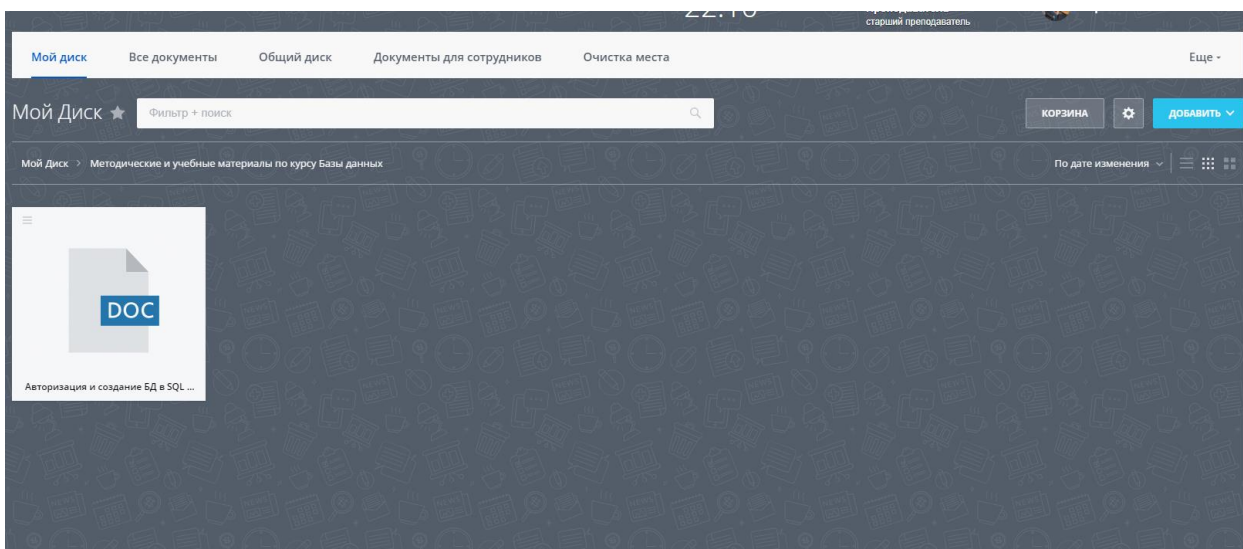 старший преподаватель
Мой диск Все документы Общий диск Документы для сотрудников Очистка места Еще
Мой Диск Фильтр + поиск КОРЗИНА ДОБАВИТЬ
Мой Диск > Методические и учебные материалы по курсу Базы данных По дате изменения
DOC
Авторизация и создание БД в SQL ...